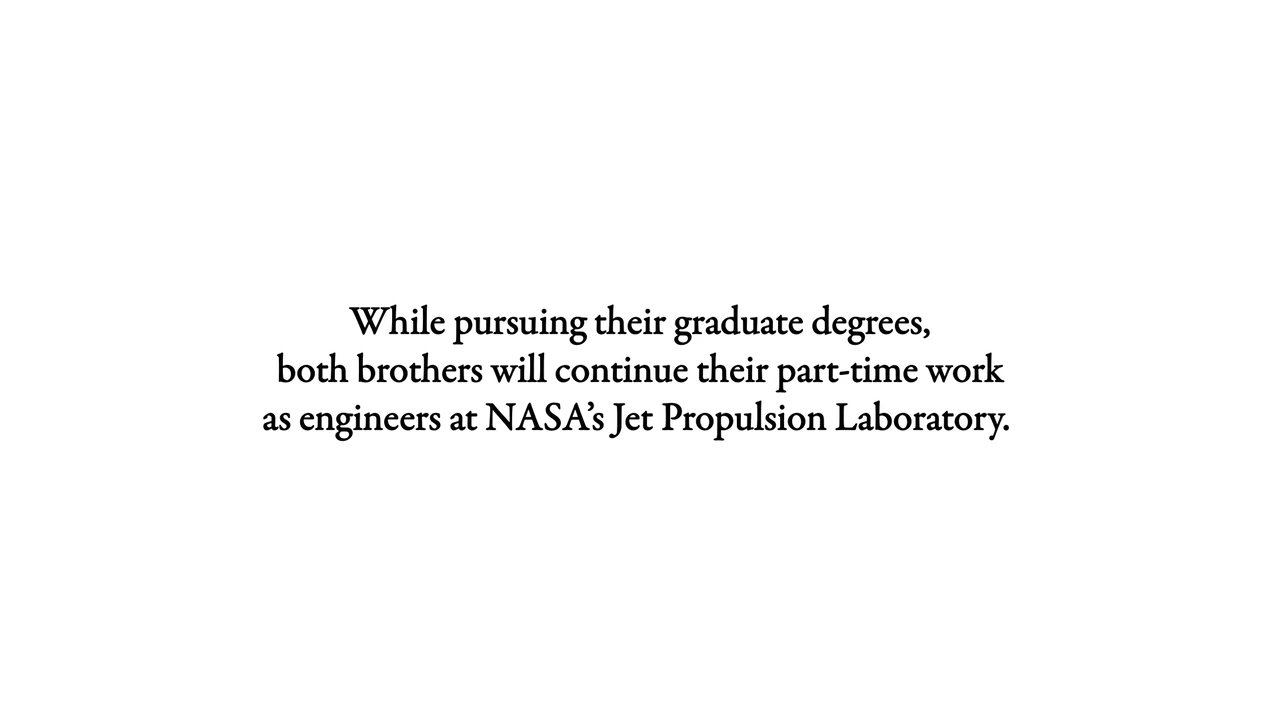 While pursuing their graduate degrees,
both brothers will continue their part-time work
as engineers at NASA’s Jet Propulsion Laboratory.